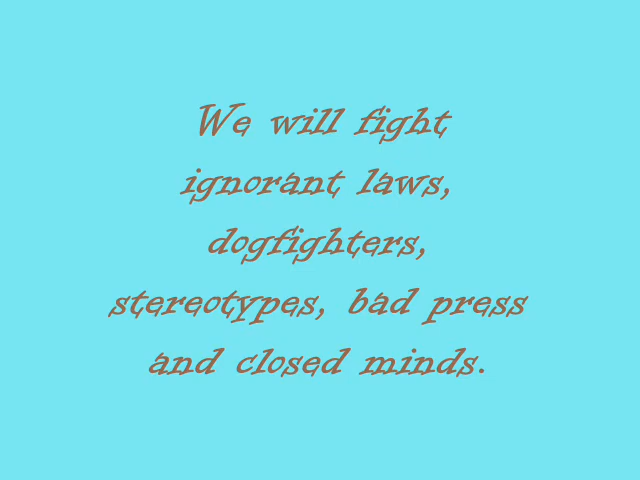 We will fight
ignorant laws,
dogfighters,
stereotypes, bad press
and closed minds.